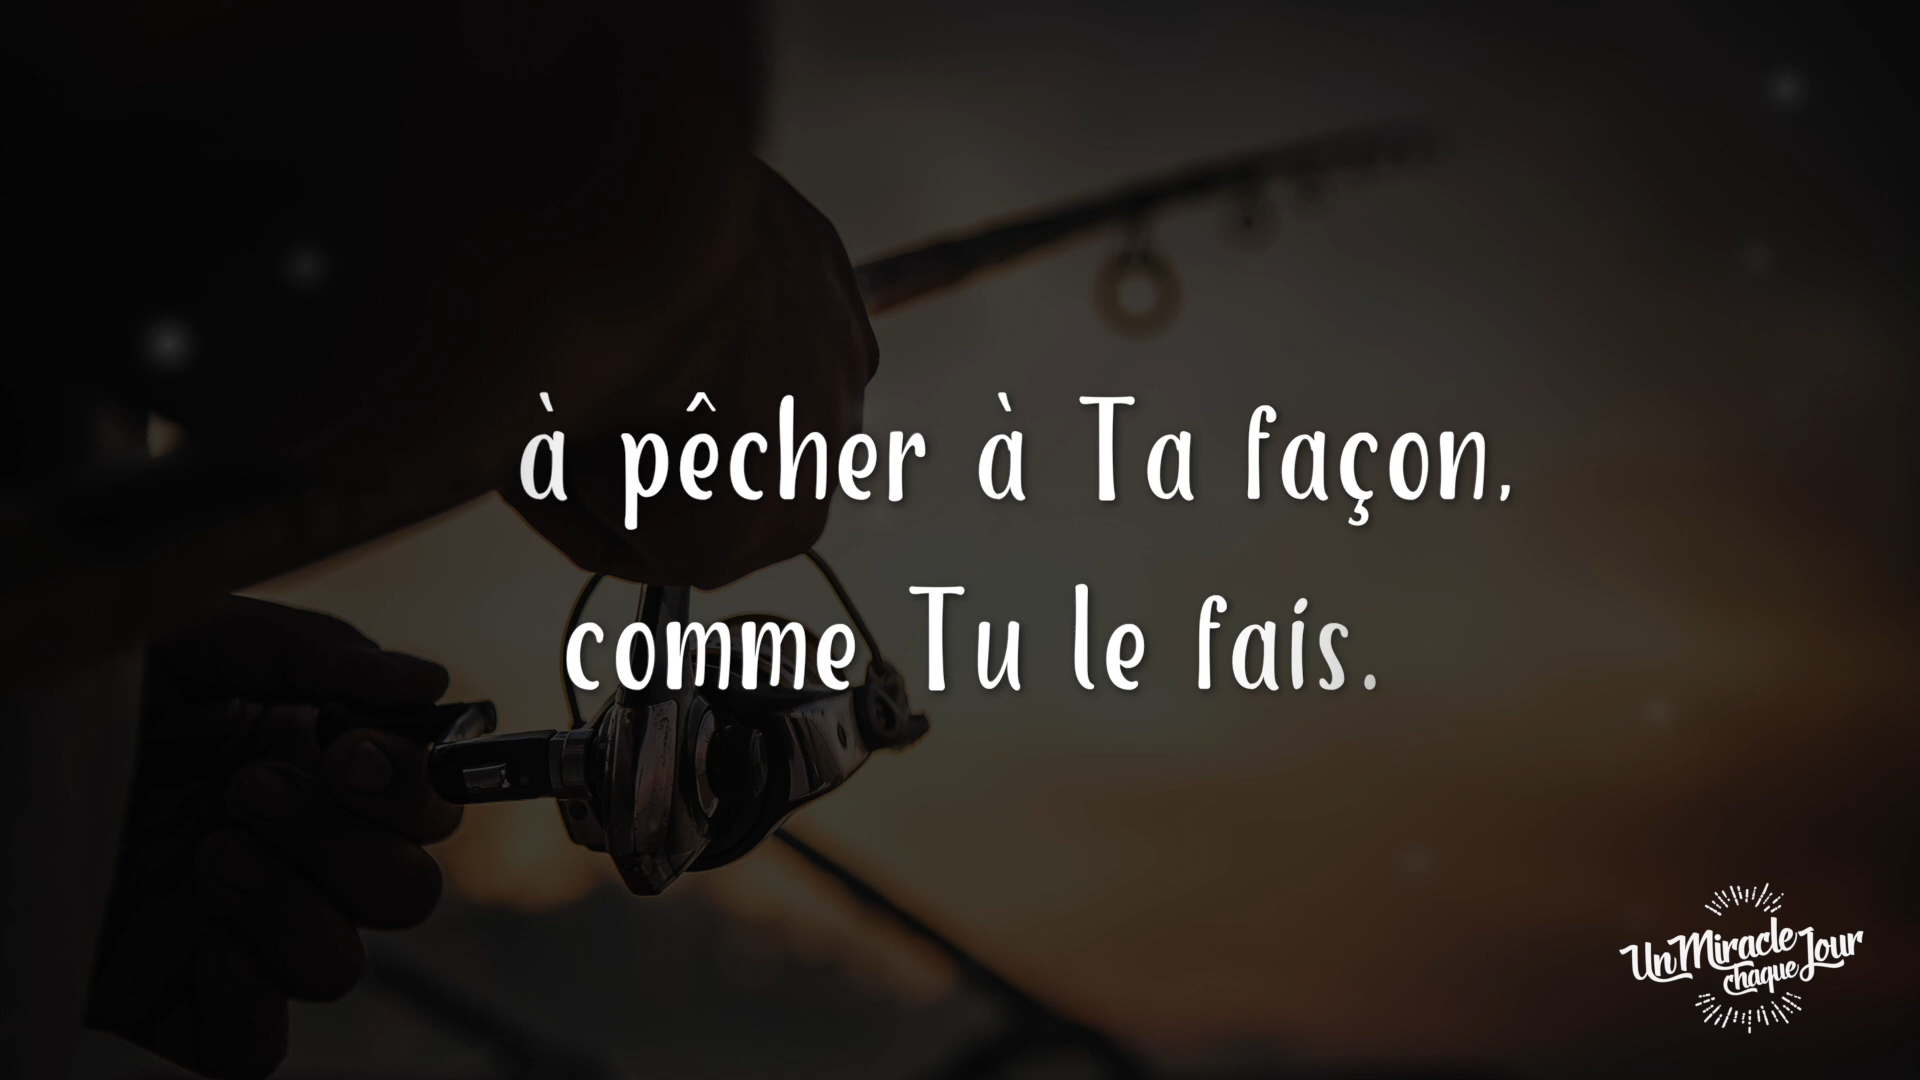 à pêcher à Ta façon,
comme Tu le fais.
Un Miracle
chaque Jour